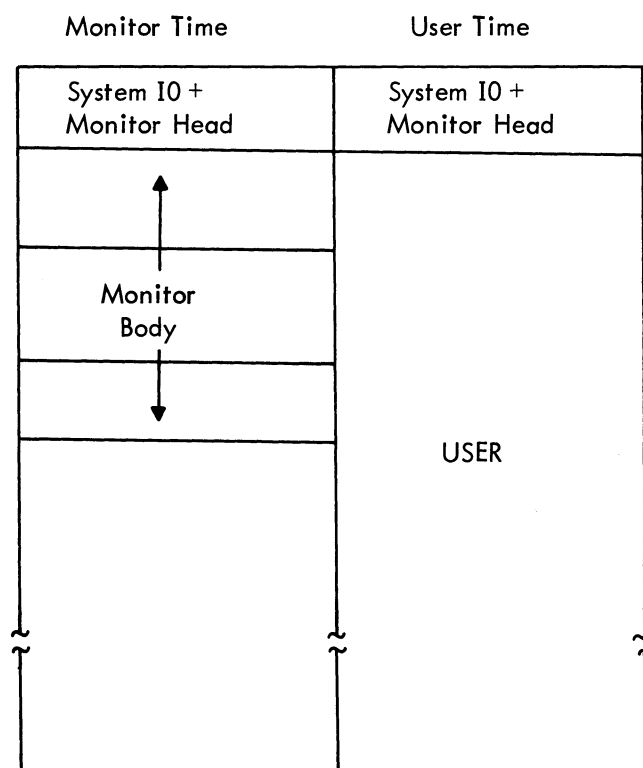 Monitor Time
User Time
System IO +
Monitor Head
System IO +
Monitor Head
Monitor
Body
USER